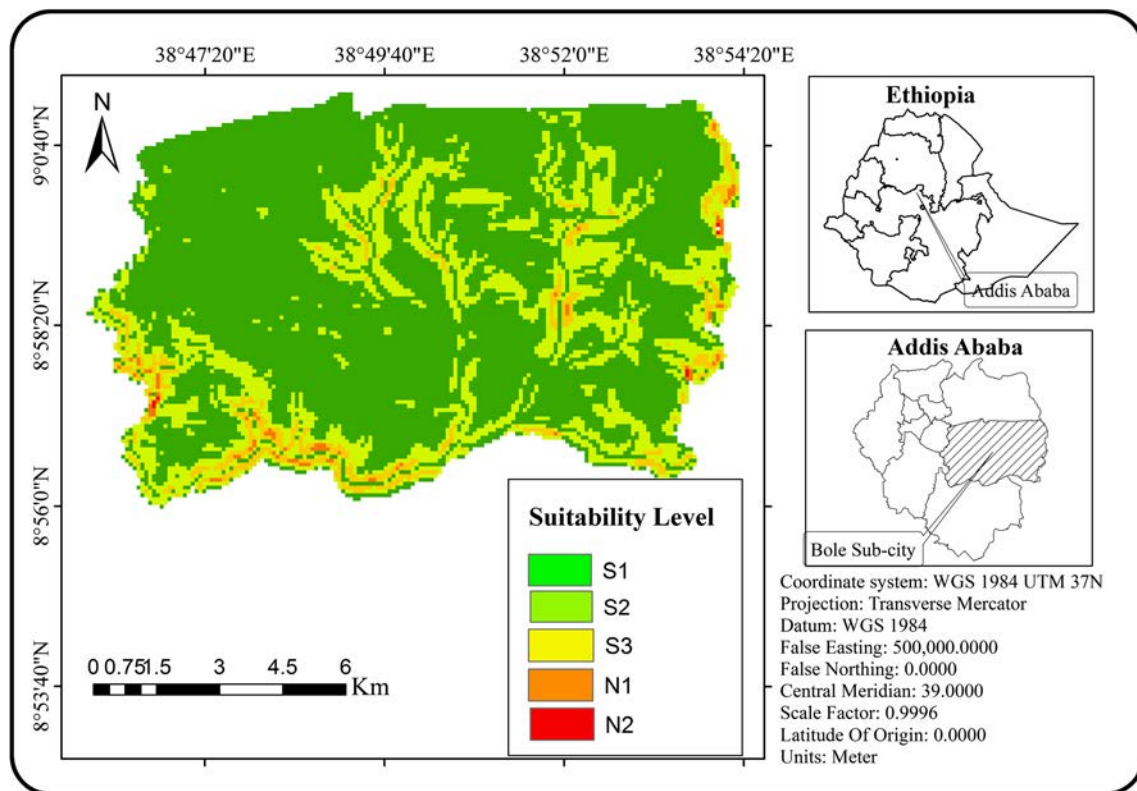 38°47'20"E 38°49'40"E 38°52'0"E 38°54'20"E
N
9°0'40"N
8°58'20"N
8°56'0"N
8°53'40"N
0 0.75 1.5 3 4.5 6
Km
Suitability Level
S1
S2
S3
N1
N2
Ethiopia
Addis Ababa
Addis Ababa
Bole Sub-city
Coordinate system: WGS 1984 UTM 37N
Projection: Transverse Mercator
Datum: WGS 1984
False Easting: 500,000.0000
False Northing: 0.0000
Central Meridian: 39.0000
Scale Factor: 0.9996
Latitude Of Origin: 0.0000
Units: Meter